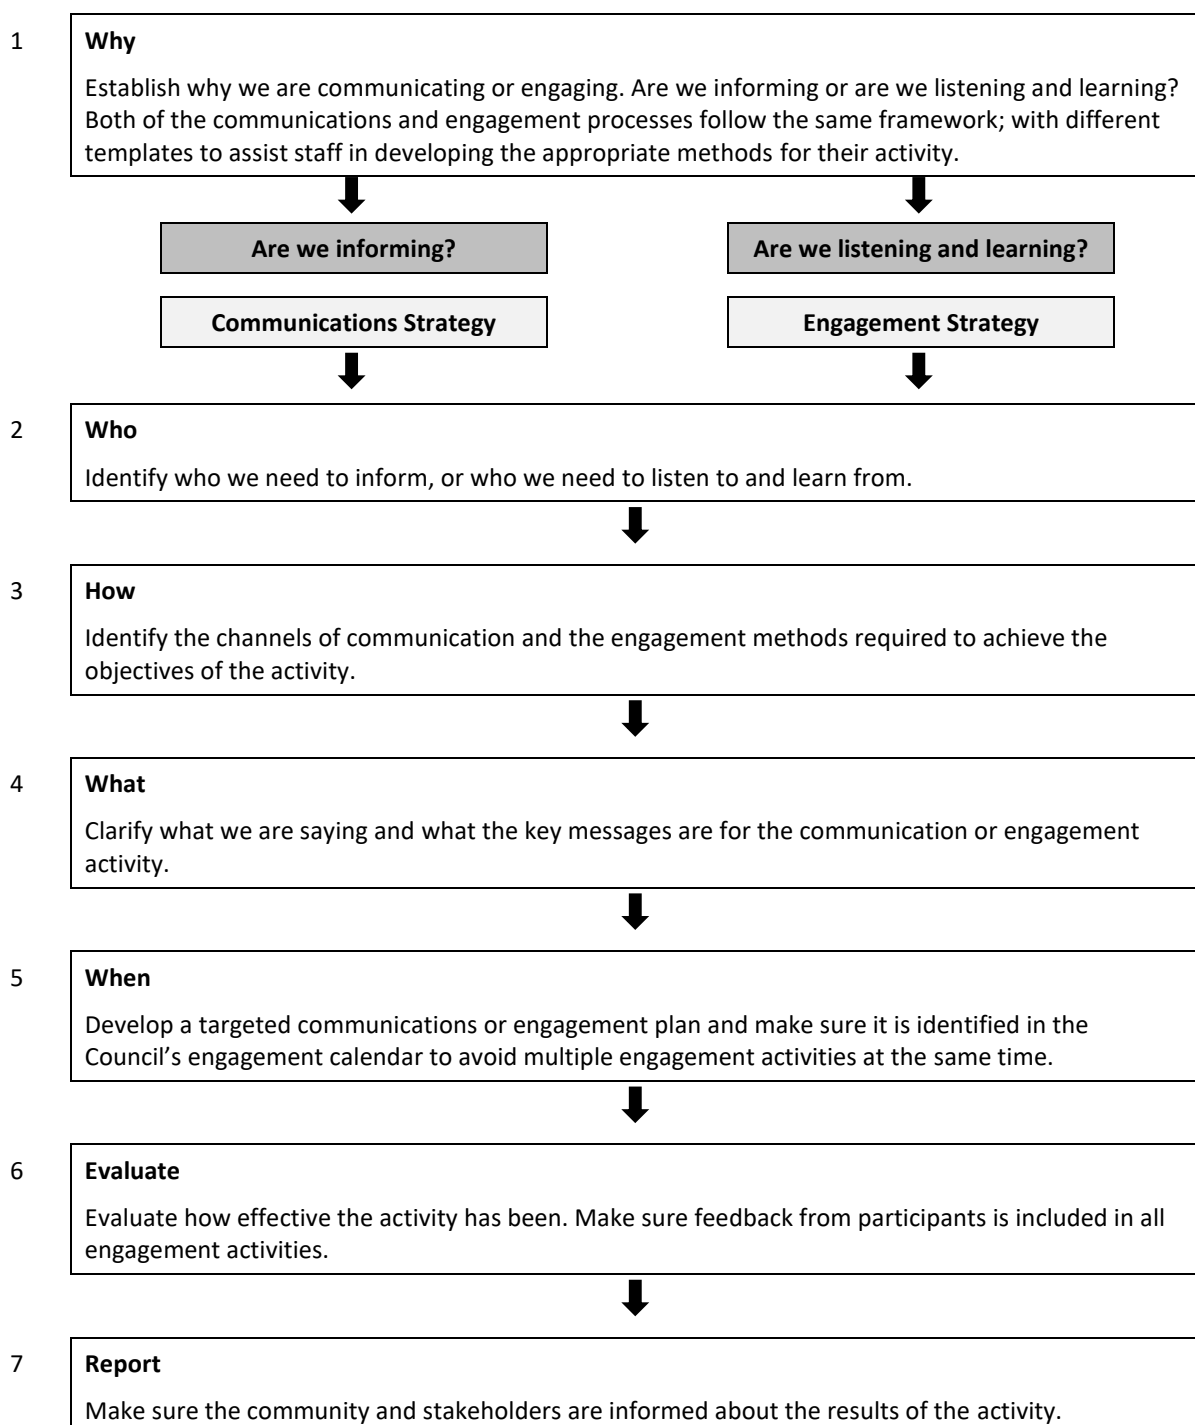 1
Why
Establish why we are communicating or engaging. Are we informing or are we listening and learning?
Both of the communications and engagement processes follow the same framework; with different
templates to assist staff in developing the appropriate methods for their activity.
Are we informing?
Are we listening and learning?
Communications Strategy
Engagement Strategy
2
Who
Identify who we need to inform, or who we need to listen to and learn from.
3
How
Identify the channels of communication and the engagement methods required to achieve the
objectives of the activity.
4
What
Clarify what we are saying and what the key messages are for the communication or engagement
activity.
5
When
Develop a targeted communications or engagement plan and make sure it is identified in the
Council’s engagement calendar to avoid multiple engagement activities at the same time.
6
Evaluate
Evaluate how effective the activity has been. Make sure feedback from participants is included in all
engagement activities.
7
Report
Make sure the community and stakeholders are informed about the results of the activity.